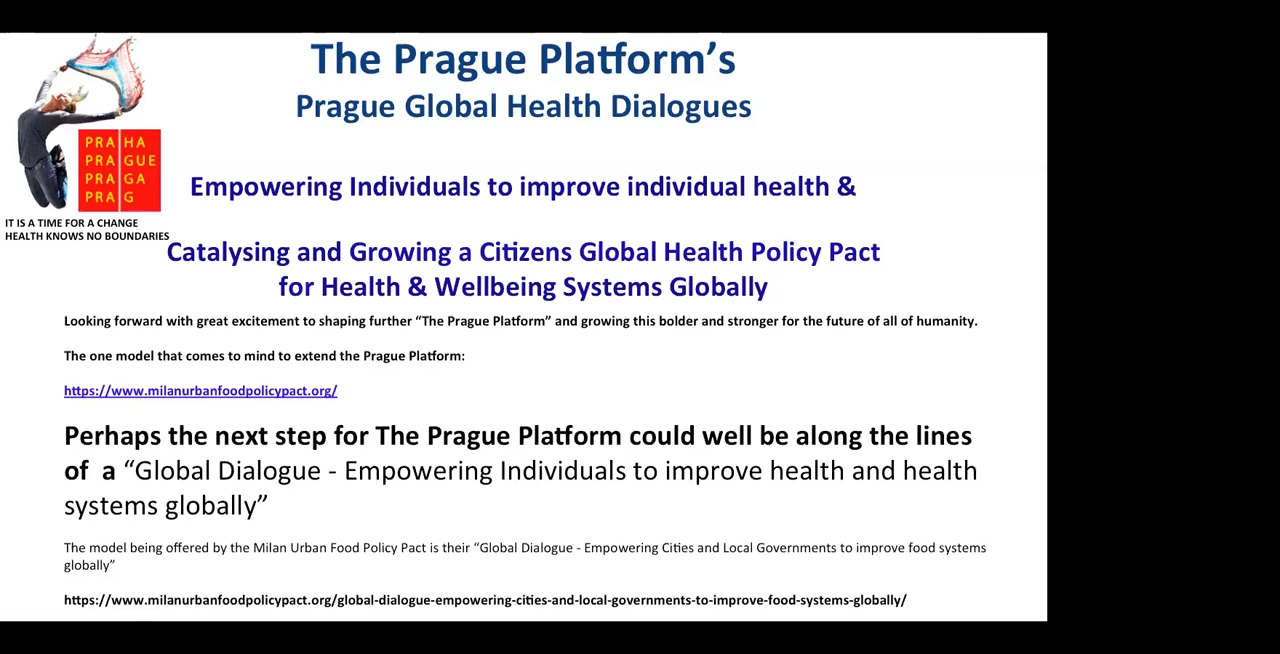 The Prague Platform’s
Prague Global Health Dialogues
PRA HA
PRA GUE
PRA GA
PRA G
IT IS A TIME FOR A CHANGE
HEALTH KNOWS NO BOUNDARIES
Empowering Individuals to improve individual health &
Catalysing and Growing a Citizens Global Health Policy Pact
for Health & Wellbeing Systems Globally
Looking forward with great excitement to shaping further “The Prague Platform” and growing this bolder and stronger for the future of all of humanity.
The one model that comes to mind to extend the Prague Platform:
https://www.milanurbanfoodpolicypact.org/
Perhaps the next step for The Prague Platform could well be along the lines
of a “Global Dialogue - Empowering Individuals to improve health and health
systems globally”
The model being offered by the Milan Urban Food Policy Pact is their “Global Dialogue - Empowering Cities and Local Governments to improve food systems
globally”
https://www.milanurbanfoodpolicypact.org/global-dialogue-empowering-cities-and-local-governments-to-improve-food-systems-globally/